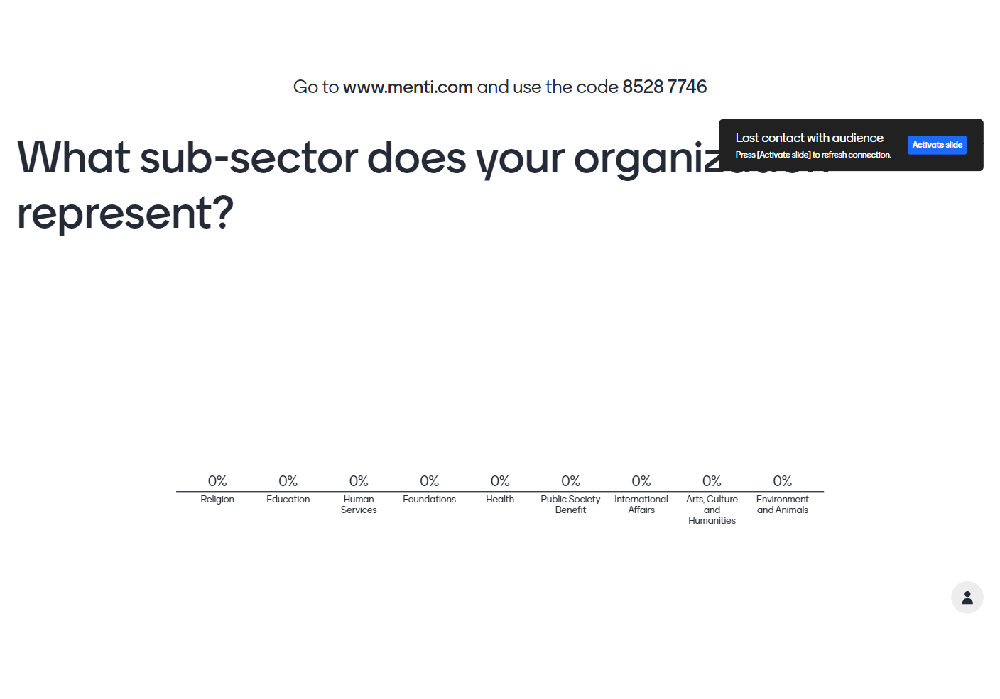 Go to www.menti.com and use the code 8528 7746
Lost contact with audience
Press [Activate slide] to refresh connection.
Activate slide
What sub-sector does your
represent?
0% 0% 0% 0% 0% 0% 0% 0% 0%
Religion Education Human Foundations Health Public Society International Arts, Culture Environment
Services Benefit Affairs and and Animals
Humanities